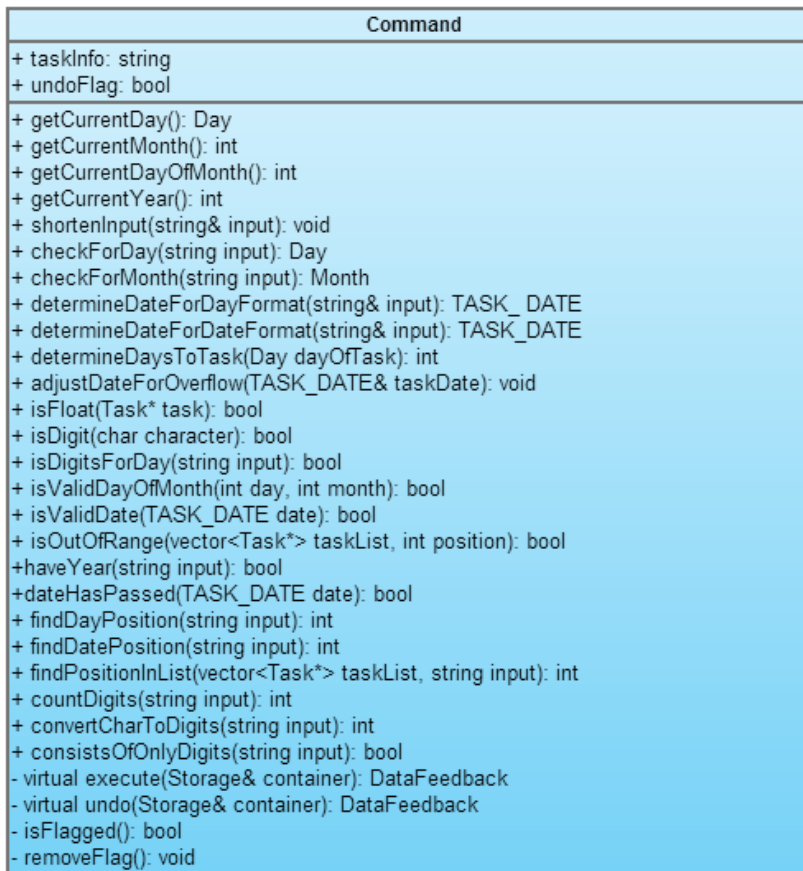 Command
+ taskInfo: string
+ undoFlag: bool
+ getCurrentDay(): Day
+ getCurrentMonth(): int
+ getCurrentDayOfMonth(): int
+ getCurrentYear(): int
+ shortenInput(string& input): void
+ checkForDay(string input): Day
+ checkForMonth(string input): Month
+ determineDateForDayFormat(string& input): TASK_ DATE
+ determineDateForDateFormat(string& input): TASK_DATE
+ determineDaysToTask(Day dayOfTask): int
+ adjustDateForOverflow(TASK_DATE& taskDate): void
+ isFloat(Task* task): bool
+ isDigit(char character): bool
+ isDigitsForDay(string input): bool
+ isValidDayOfMonth(int day, int month): bool
+ isValidDate(TASK_DATE date): bool
+ isOutOfRange(vector<Task*> taskList, int position): bool
+haveYear(string input): bool
+dateHasPassed(TASK_DATE date): bool
+ findDayPosition(string input): int
+ findDatePosition(string input): int
+ findPositionInList(vector<Task*> taskList, string input): int
+ countDigits(string input): int
+ convertCharToDigits(string input): int
+ consistsOfOnlyDigits(string input): bool
- virtual execute(Storage& container): DataFeedback
- virtual undo(Storage& container): DataFeedback
- isFlagged(): bool
- removeFlag(): void